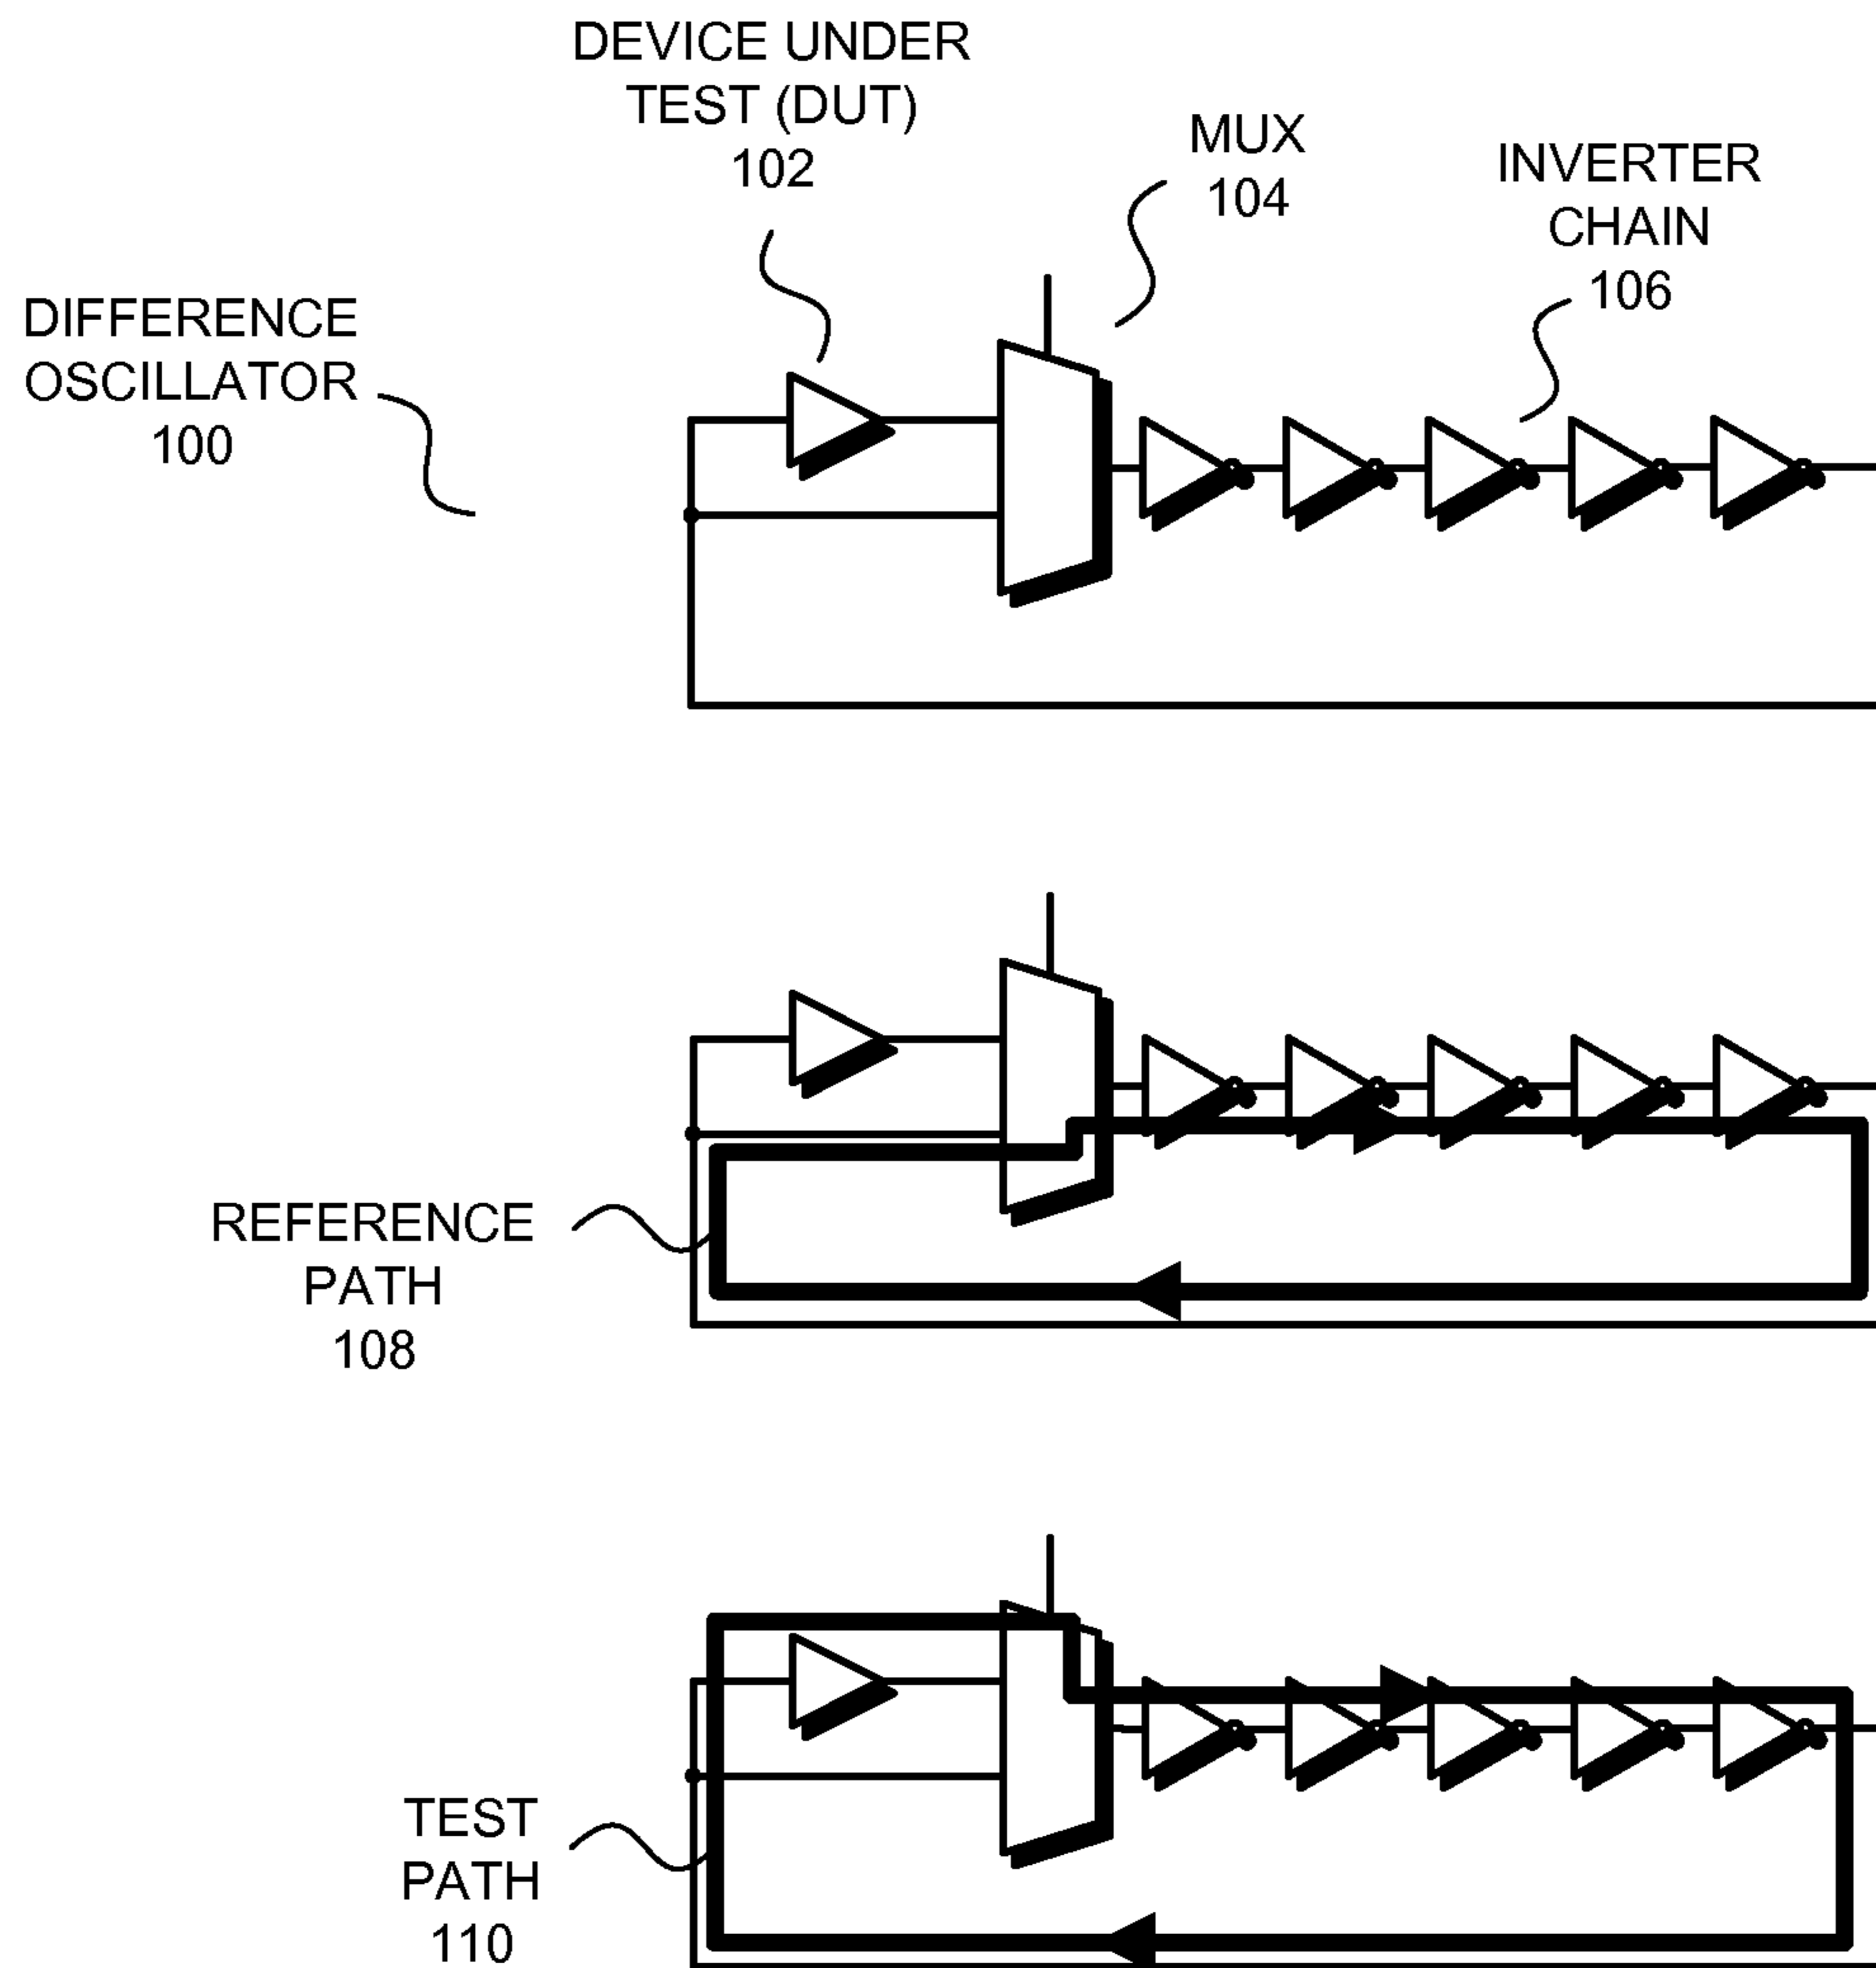 DEVICE UNDER
TEST (DUT)
102
MUX
104
INVERTER
CHAIN
106
DIFFERENCE
OSCILLATOR
100
REFERENCE
PATH
108
TEST
PATH
110